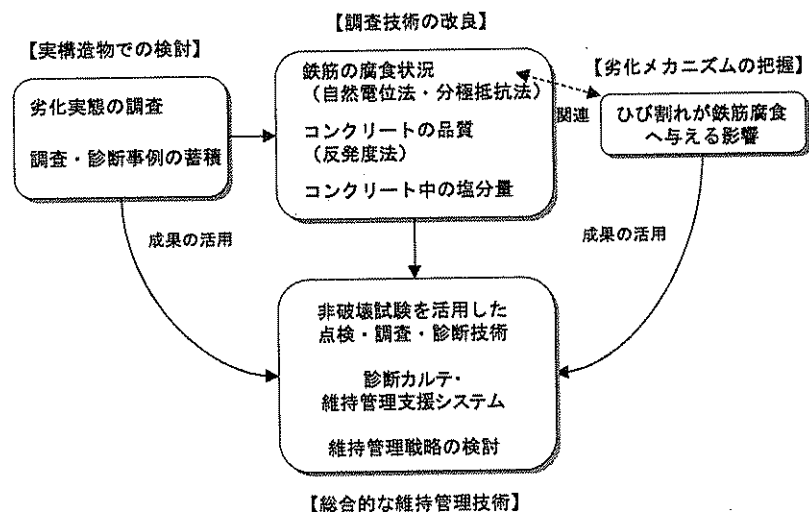 【調査技術の改良】
【実構造物での検討】
劣化実態の調査
調査・診断事例の蓄積
鉄筋の腐食状況
（自然電位法・分極抵抗法）
コンクリートの品質
（反発度法）
コンクリート中の塩分量
【劣化メカニズムの把握】
関連
ひび割れが鉄筋腐食
へ与える影響
成果の活用
成果の活用
非破壊試験を活用した
点検・調査・診断技術
診断カルテ・
維持管理支援システム
維持管理戦略の検討
【総合的な維持管理技術】